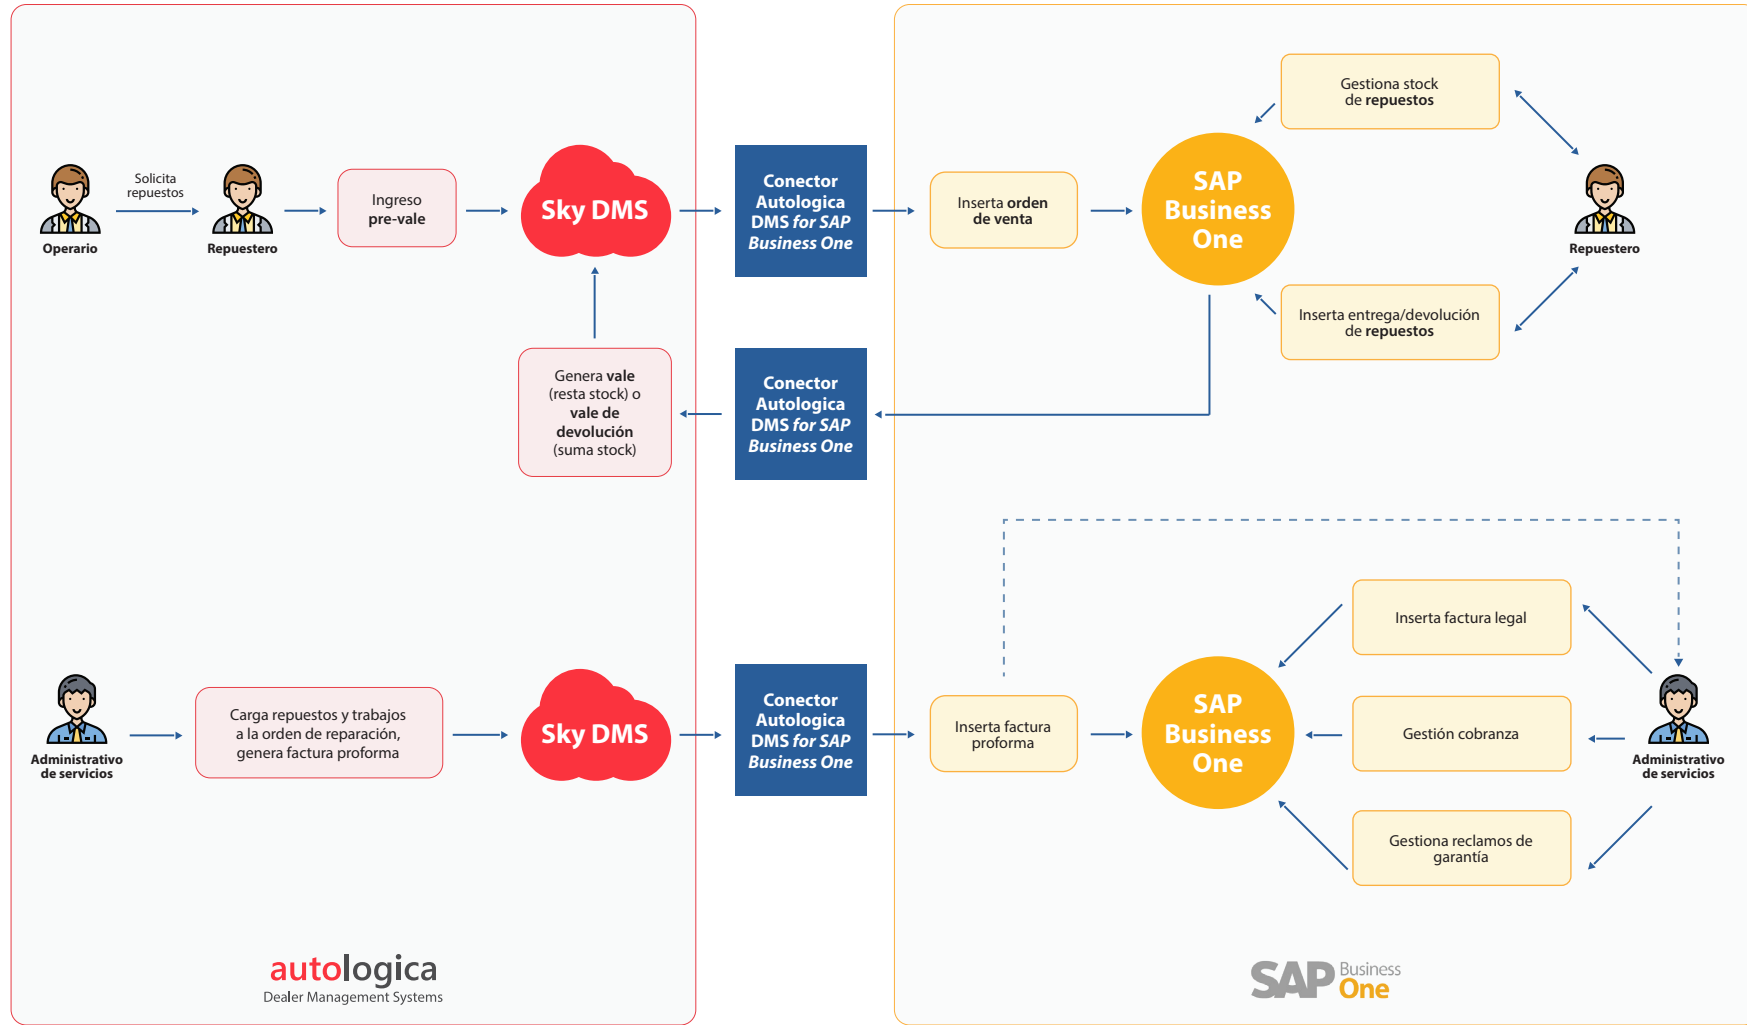 Solicita
repuestos
Operario
Repuestero
Ingreso
pre-vale
Sky DMS
Conector
Autologica
DMS for SAP
Business One
Inserta orden
de venta
SAP
Business
One
Gestiona stock
de repuestos
Inserta entrega/devolución
de repuestos
Repuestero
Genera vale
(resta stock) o
vale de
devolución
(suma stock)
Conector
Autologica
DMS for SAP
Business One
Administrativo
de servicios
Carga repuestos y trabajos
a la orden de reparación,
genera factura proforma
Sky DMS
Conector
Autologica
DMS for SAP
Business One
Inserta factura
proforma
SAP
Business
One
Inserta factura legal
Gestión cobranza
Gestiona reclamos de
garantía
Administrativo
de servicios
autologica
Dealer Management Systems
SAP Business
One